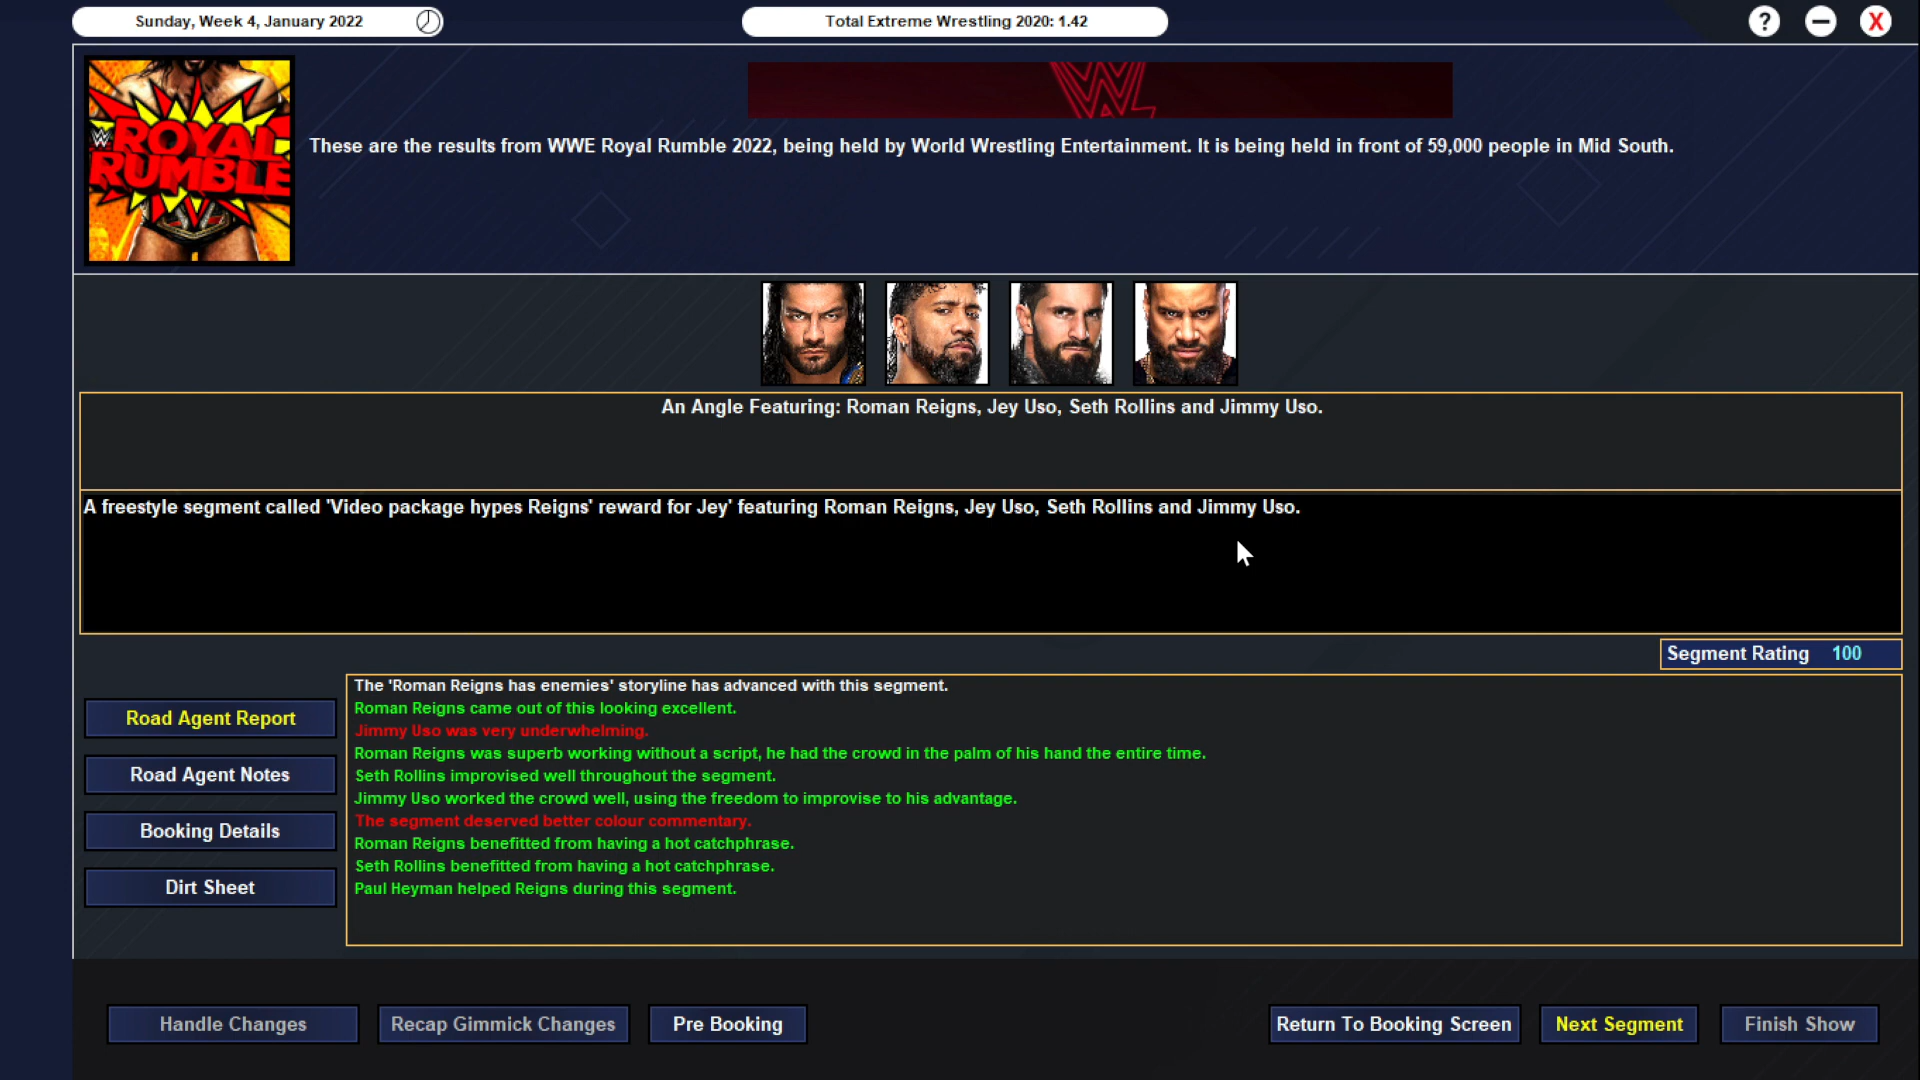 Sunday, Week 4, January 2022
Total Extreme Wrestling 2020: 1.42
?
X
W
ROYAL
RUMBLE
These are the results from WWE Royal Rumble 2022, being held by World Wrestling Entertainment. It is being held in front of 59,000 people in Mid South.
An Angle Featuring: Roman Reigns, Jey Uso, Seth Rollins and Jimmy Uso.
A freestyle segment called 'Video package hypes Reigns' reward for Jey' featuring Roman Reigns, Jey Uso, Seth Rollins and Jimmy Uso.
Segment Rating 100
Road Agent Report
Road Agent Notes
Booking Details
Dirt Sheet
The 'Roman Reigns has enemies' storyline has advanced with this segment.
Roman Reigns came out of this looking excellent.
Jimmy Uso was very underwhelming.
Roman Reigns was superb working without a script, he had the crowd in the palm of his hand the entire time.
Seth Rollins improvised well throughout the segment.
Jimmy Uso worked the crowd well, using the freedom to improvise to his advantage.
The segment deserved better colour commentary.
Roman Reigns benefitted from having a hot catchphrase.
Seth Rollins benefitted from having a hot catchphrase.
Paul Heyman helped Reigns during this segment.
Handle Changes
Recap Gimmick Changes
Pre Booking
Return To Booking Screen
Next Segment
Finish Show